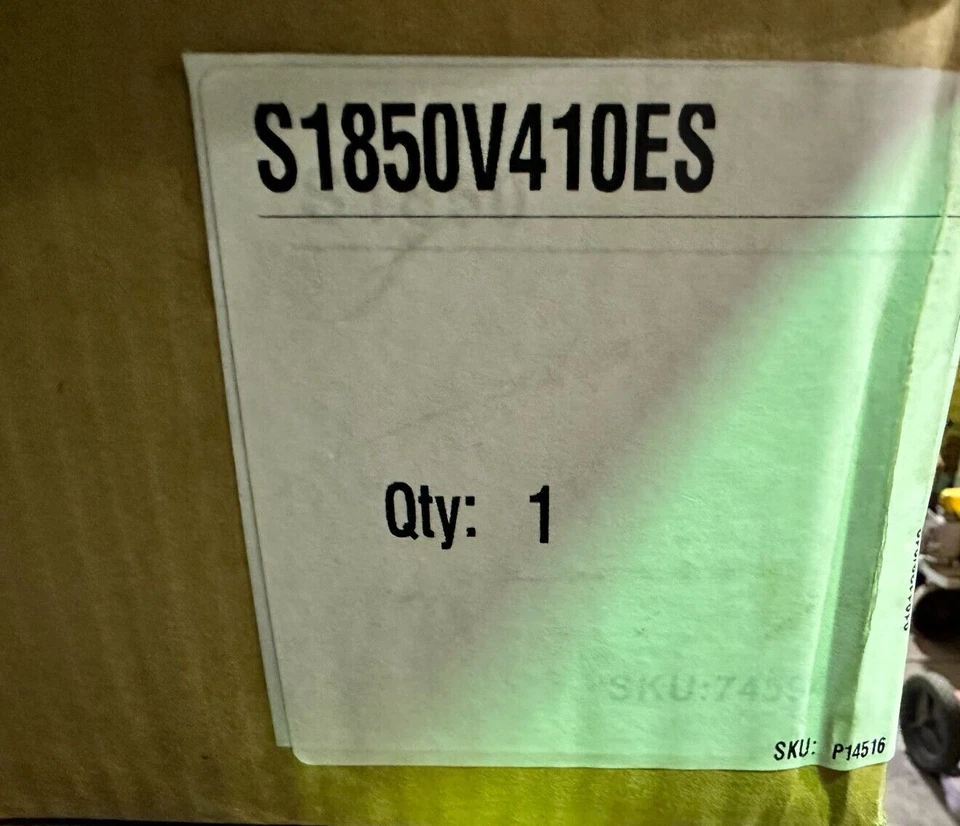 S1850V410ES
Qty: 1
SKU: P14516